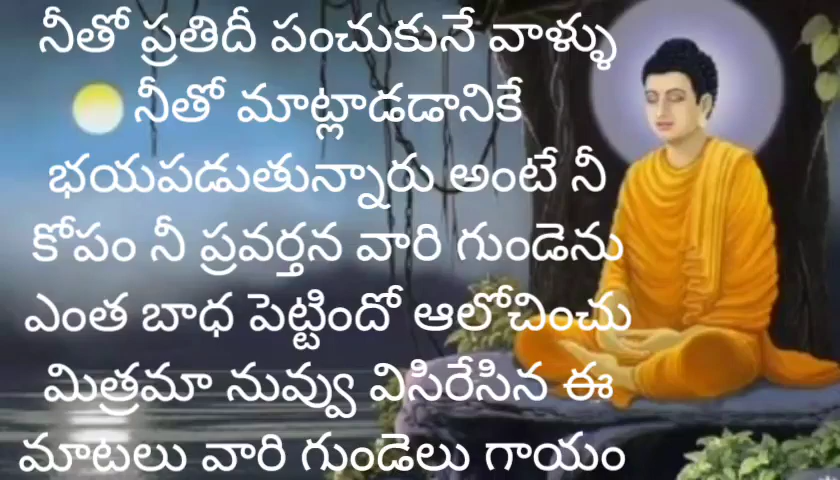 నీతో ప్రతిదీ పంచుకునే వాళ్ళు
నీతో మాట్లాడడానికే
భయపడుతున్నారు అంటే నీ
కోపం నీ ప్రవర్తన వారి గుండెను
ఎంత బాధ పెట్టిందో ఆలోచించు
మిత్రమా నువ్వు విసిరేసిన ఈ
మాటలు వారి గుండెలు గాయం